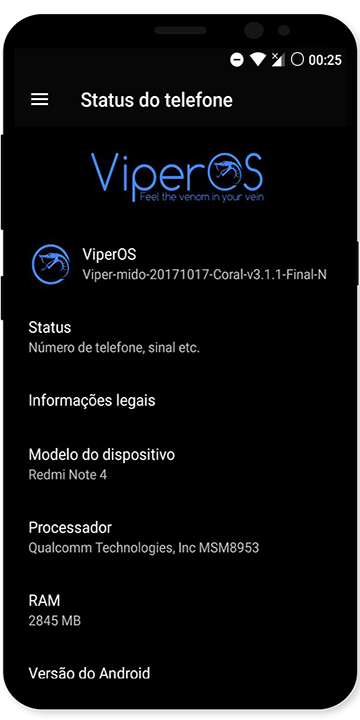 00:25
Status do telefone
ViperOS
Feel the venom in your vein
ViperOS
Viper-mido-20171017-Coral-v3.1.1-Final-N
Status
Número de telefone, sinal etc.
Informações legais
Modelo do dispositivo
Redmi Note 4
Processador
Qualcomm Technologies, Inc MSM8953
RAM
2845 MB
Versão do Android